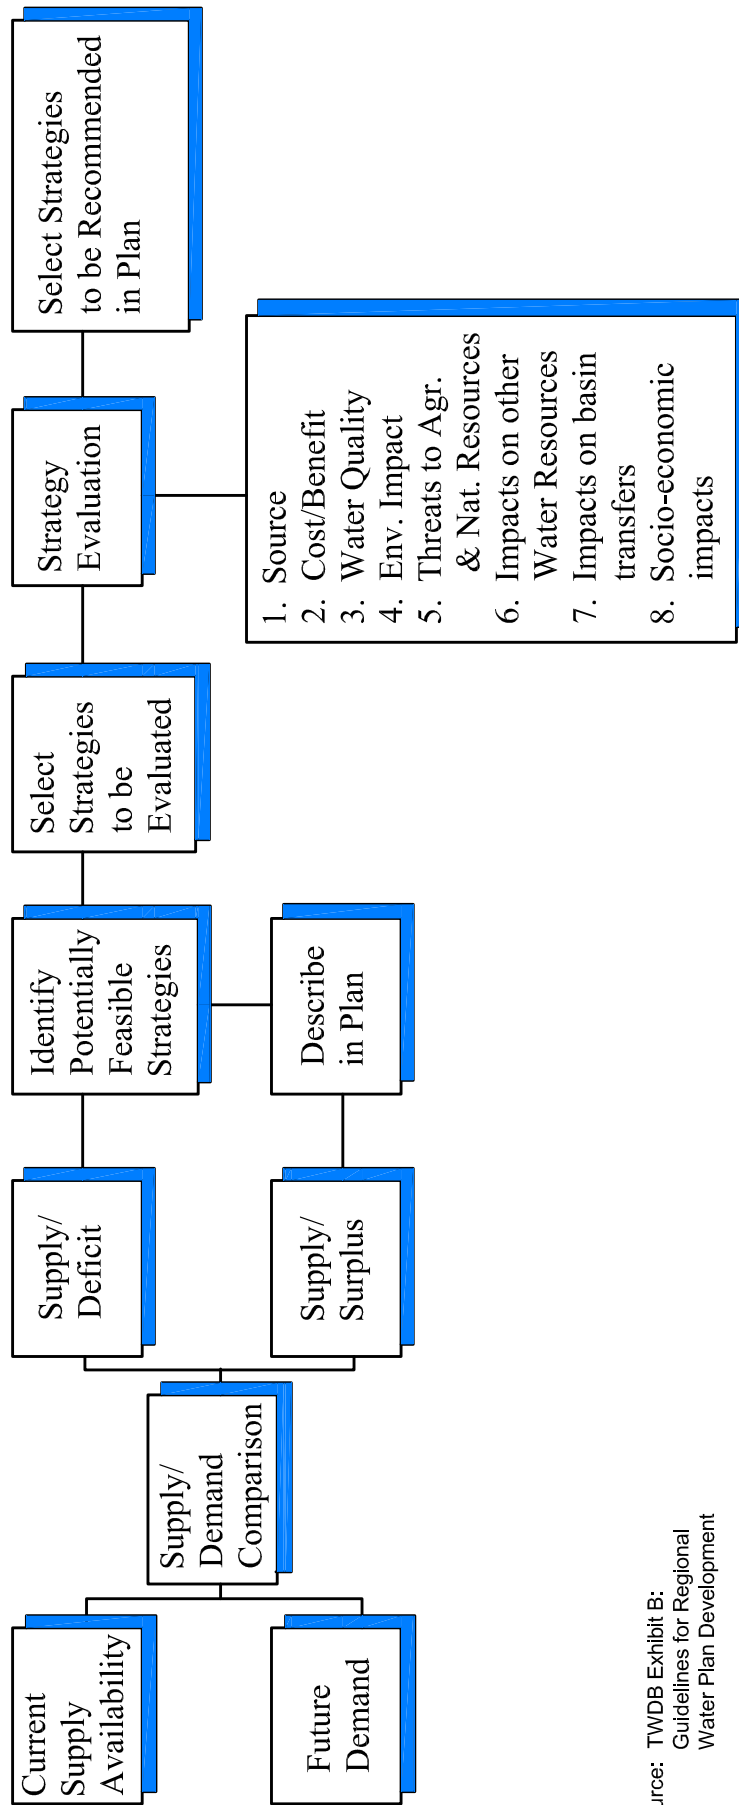 Current
Supply
Availability
Future
Demand
Supply/
Demand
Comparison
Supply/
Deficit
Supply/
Surplus
Identify
Potentially
Feasible
Strategies
Describe
in Plan
Select
Strategies
to be
Evaluated
Strategy
Evaluation
1. Source
2. Cost/Benefit
3. Water Quality
4. Env. Impact
5. Threats to Agr.
& Nat. Resources
6. Impacts on other
Water Resources
7. Impacts on basin
transfers
8. Socio-economic
impacts
Select Strategies
to be Recommended
in Plan
urce: TWDB Exhibit B:
Guidelines for Regional
Water Plan Development